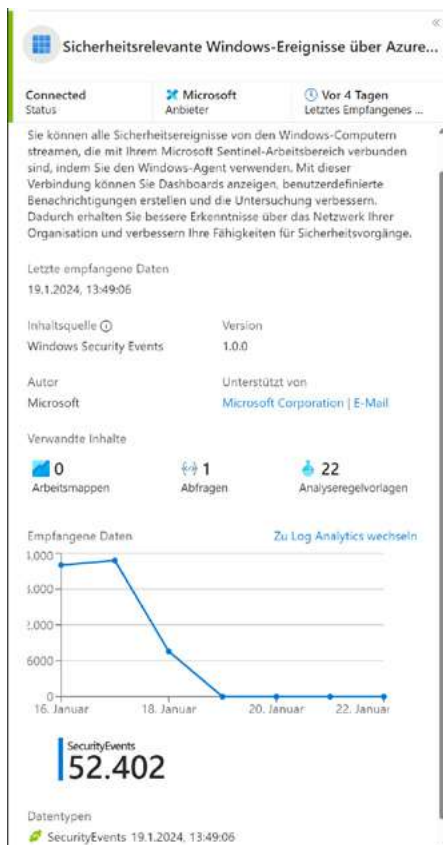 «
Sicherheitsrelevante Windows-Ereignisse über Azure...
Connected
Status
Microsoft
Anbieter
Vor 4 Tagen
Letztes Empfangenes ...
Sie können alle Sicherheitsereignisse von den Windows-Computern
streamen, die mit Ihrem Microsoft Sentinel-Arbeitsbereich verbunden
sind, indem Sie den Windows-Agent verwenden. Mit dieser
Verbindung können Sie Dashboards anzeigen, benutzerdefinierte
Benachrichtigungen erstellen und die Untersuchung verbessern.
Dadurch erhalten Sie bessere Erkenntnisse über das Netzwerk Ihrer
Organisation und verbessern Ihre Fähigkeiten für Sicherheitsvorgänge.
Letzte empfangene Daten
19.1.2024, 13:49:06
Inhaltsquelle
Windows Security Events
Version
1.0.0
Autor
Microsoft
Unterstützt von
Microsoft Corporation | E-Mail
Verwandte Inhalte
0
Arbeitsmappen
1
Abfragen
22
Analyseregelvorlagen
Empfangene Daten
Zu Log Analytics wechseln
6000
0
16. Januar
18. Januar
20. Januar
22. Januar
SecurityEvents
52.402
Datentypen
SecurityEvents 19.1.2024, 13:49:06